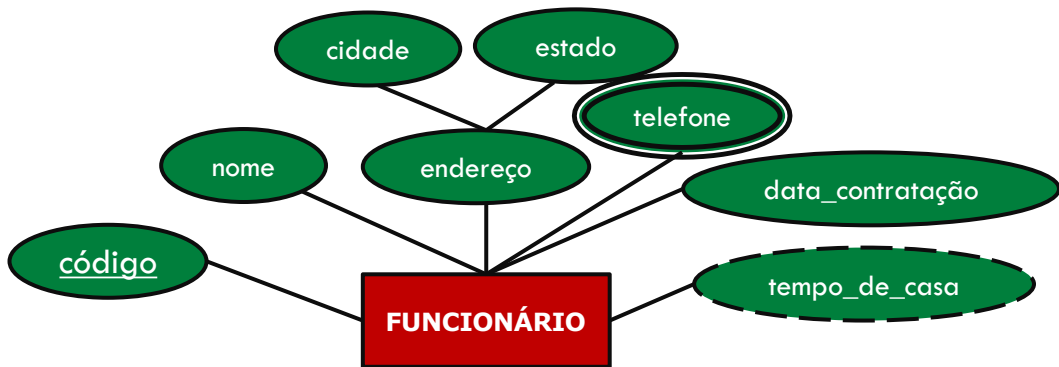 cidade
estado
telefone
nome
endereço
data_contratação
código
tempo_de_casa
FUNCIONÁRIO